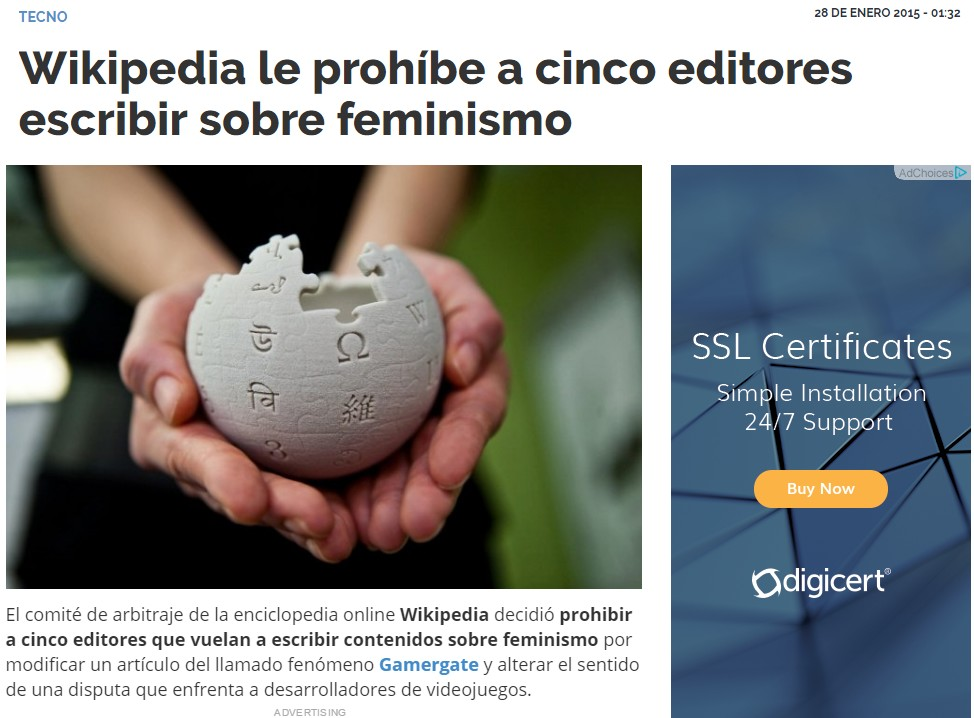 TECNO
28 DE ENERO 2015 - 01:32
Wikipedia le prohíbe a cinco editores
escribir sobre feminismo
Ω
W
वि
維
El comité de arbitraje de la enciclopedia online Wikipedia decidió prohibir
a cinco editores que vuelan a escribir contenidos sobre feminismo por
modificar un artículo del llamado fenómeno Gamergate y alterar el sentido
de una disputa que enfrenta a desarrolladores de videojuegos.
ADVERTISING
AdChoices
SSL Certificates
Simple Installation
24/7 Support
Buy Now
digicert®